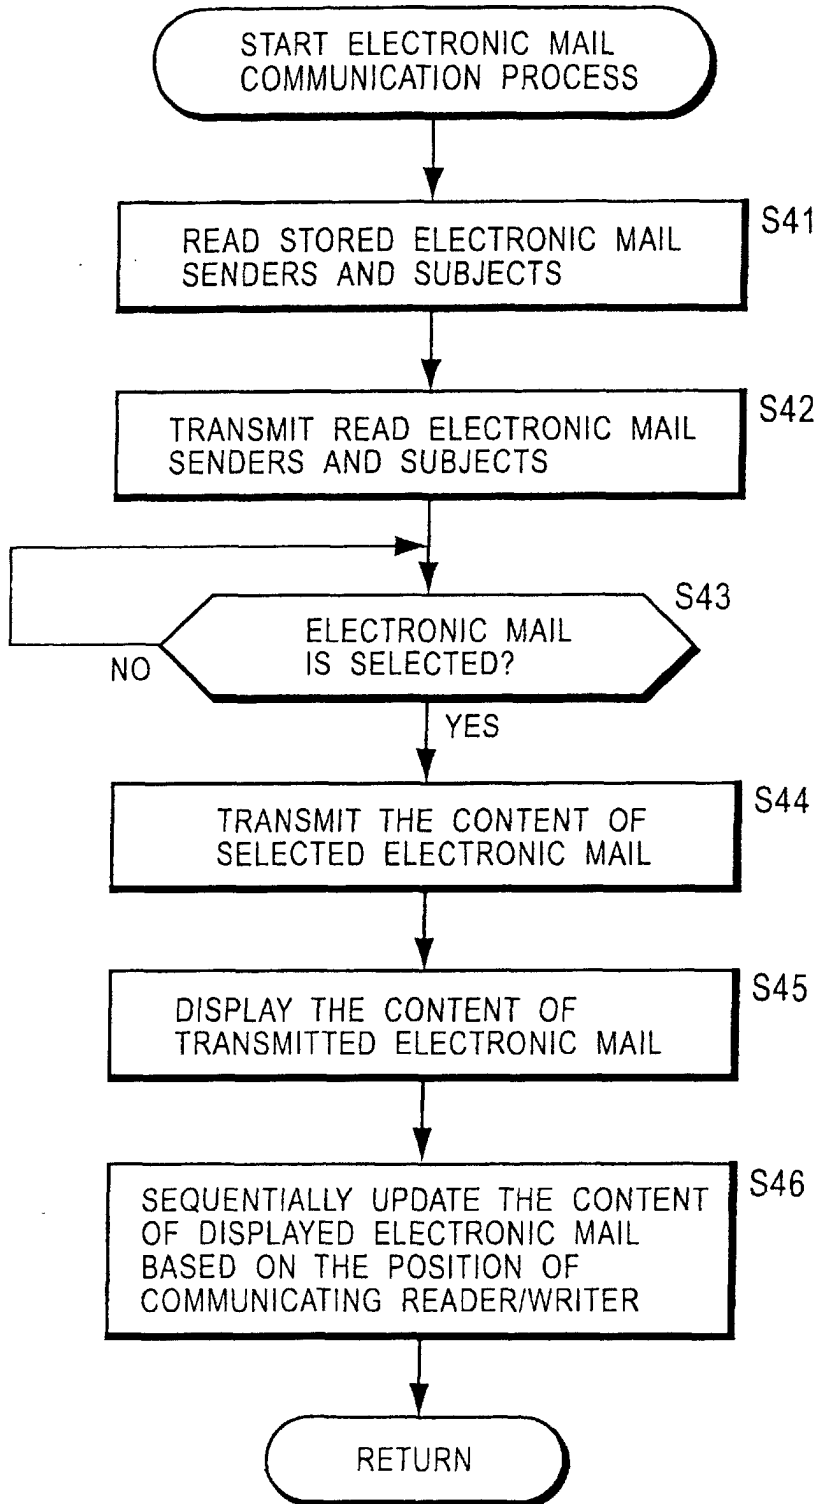 START ELECTRONIC MAIL
COMMUNICATION PROCESS
S41
READ STORED ELECTRONIC MAIL
SENDERS AND SUBJECTS
S42
TRANSMIT READ ELECTRONIC MAIL
SENDERS AND SUBJECTS
S43
ELECTRONIC MAIL
IS SELECTED?
NO
YES
S44
TRANSMIT THE CONTENT OF
SELECTED ELECTRONIC MAIL
S45
DISPLAY THE CONTENT OF
TRANSMITTED ELECTRONIC MAIL
S46
SEQUENTIALLY UPDATE THE CONTENT
OF DISPLAYED ELECTRONIC MAIL
BASED ON THE POSITION OF
COMMUNICATING READER/WRITER
RETURN